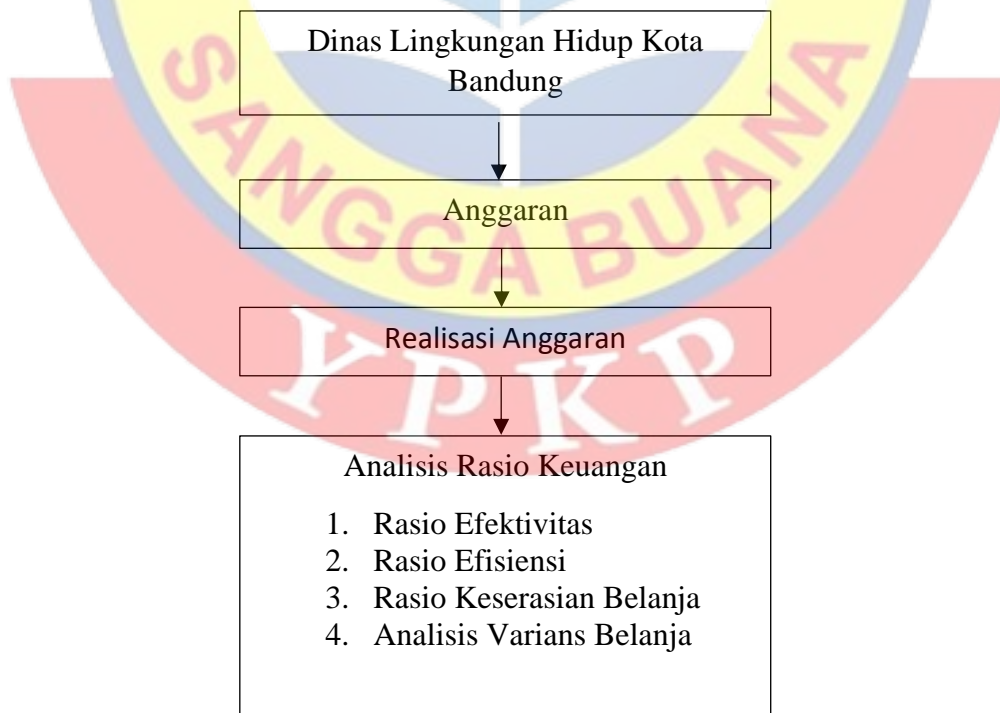 Dinas Lingkungan Hidup Kota
Bandung
Anggaran
SANGGA BUANA
Realisasi Anggaran
YPKP
Analisis Rasio Keuangan
1. Rasio Efektivitas
2. Rasio Efisiensi
3. Rasio Keserasian Belanja
4. Analisis Varians Belanja